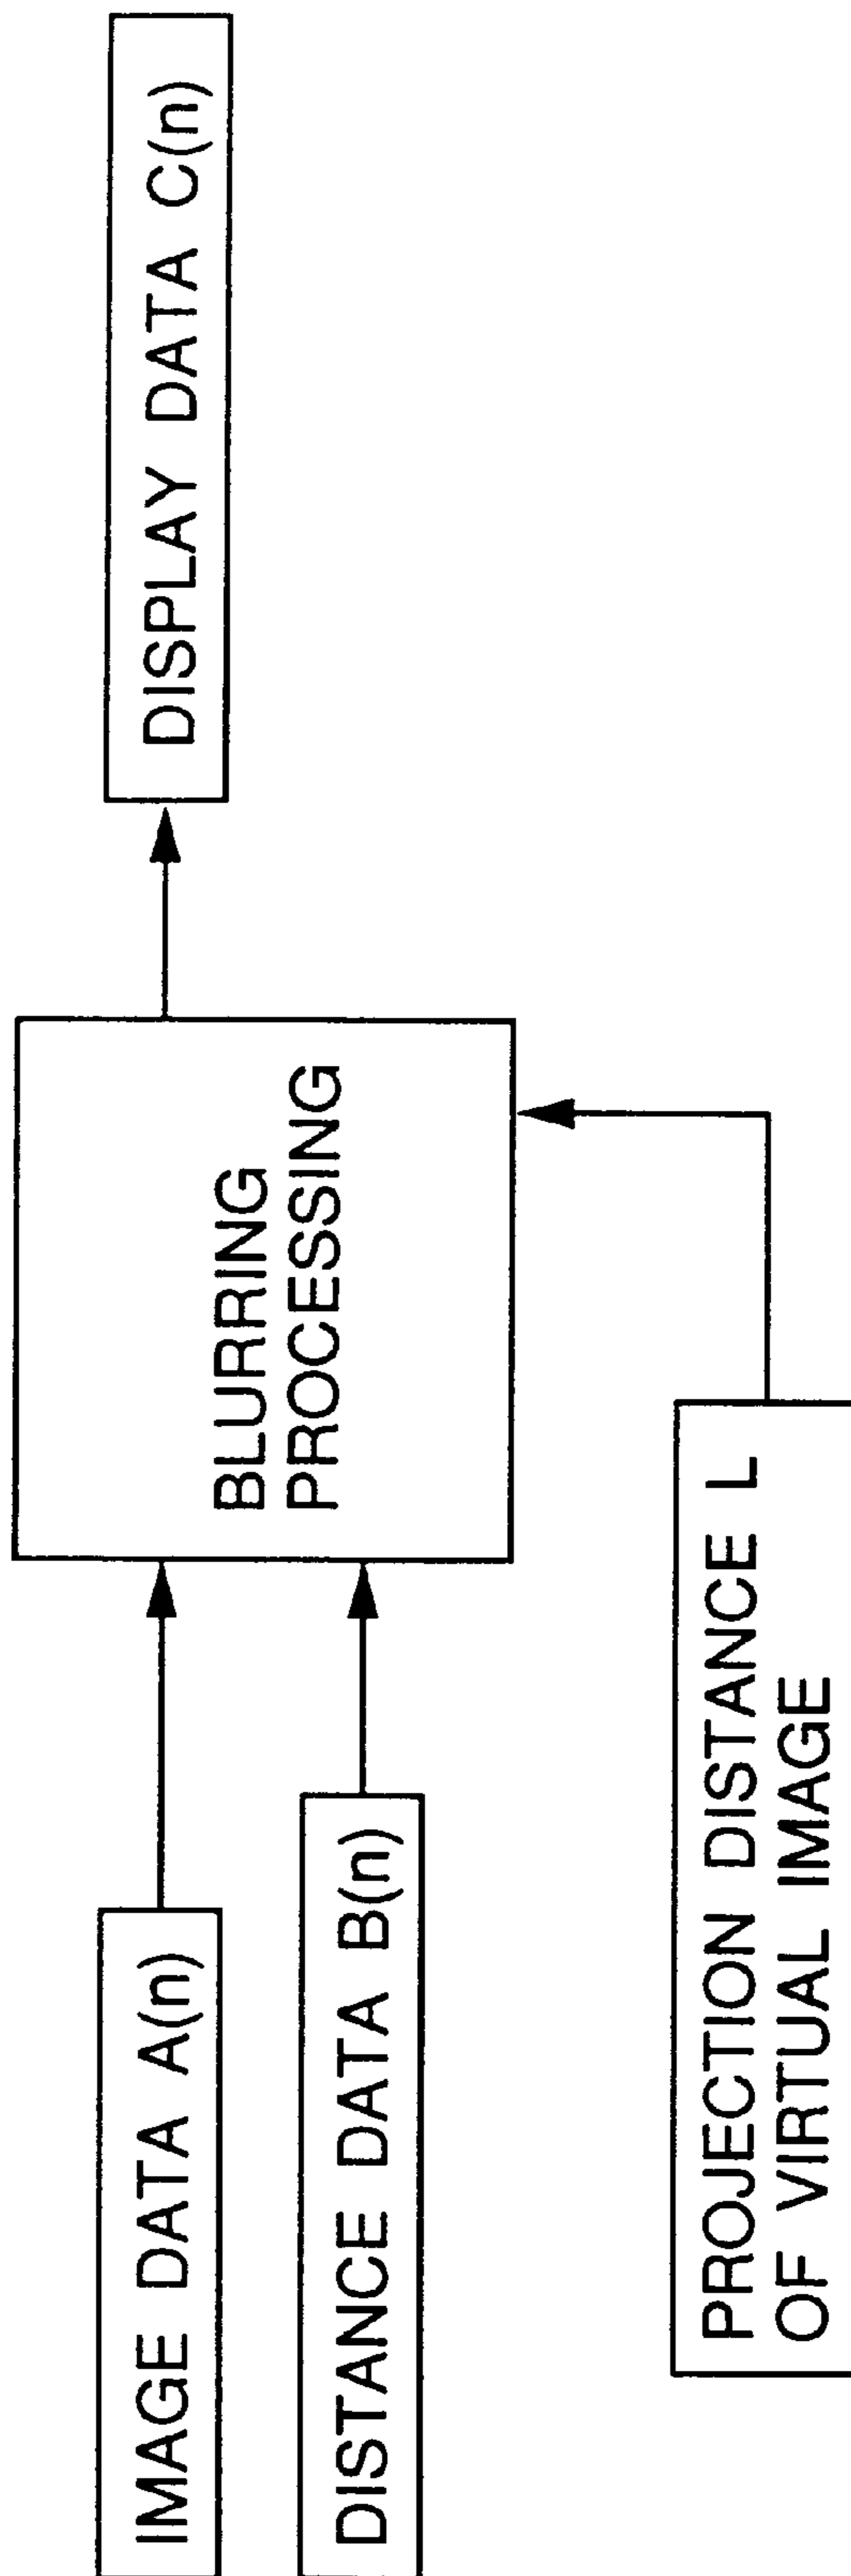 IMAGE DATA A(n)
DISTANCE DATA B(n)
PROJECTION DISTANCE L
OF VIRTUAL IMAGE
BLURRING
PROCESSING
DISPLAY DATA C(n)